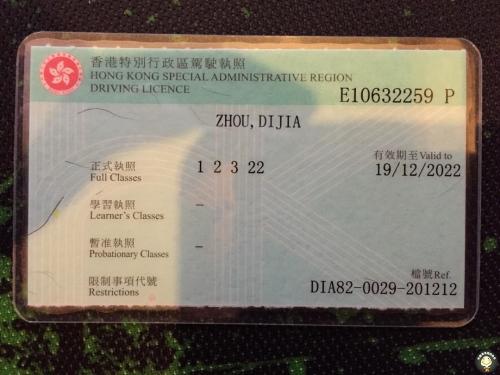 香港特別行政區駕駛執照
HONG KONG SPECIAL ADMINISTRATIVE REGION
DRIVING LICENCE
E10632259 P
ZHOU, DIJIA
正式執照
Full Classes
1 2 3 22
有效期至 Valid to
19/12/2022
學習執照
Learner's Classes
–
暫准執照
Probationary Classes
–
限制事項代號
Restrictions
檔號 Ref.
DIA82-0029-201212